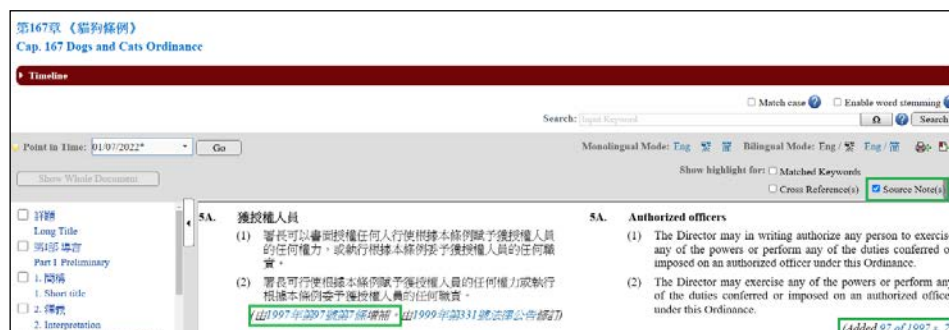 第167章 《貓狗條例》
Cap. 167 Dogs and Cats Ordinance
Timeline
Match case Enable word stemming
Search: Input Keyword Ω Search
Point in Time: 01/07/2022* Go Monolingual Mode: Eng 繁 简 Bilingual Mode: Eng / 繁 Eng / 简
Show highlight for: Matched Keywords
Show Whole Document Cross Reference(s) Source Note(s)
詳題
Long Title
第1部 導言
Part 1 Preliminary
1. 簡稱
1. Short title
2. 釋義
2. Interpretation
5A. 獲授權人員
(1) 署長可以書面授權任何人行使根據本條例賦予獲授權人員
的任何權力，或執行根據本條例委予獲授權人員的任何職
責。
(2) 署長可行使根據本條例賦予獲授權人員的任何權力或執行
根據本條例委予獲授權人員的任何職責。
(由1997年第97號第7條增補。由1999年第331號法律公告修訂)
5A. Authorized officers
(1) The Director may in writing authorize any person to exercise
any of the powers or perform any of the duties conferred o
imposed on an authorized officer under this Ordinance.
(2) The Director may exercise any of the powers or perform any
of the duties conferred or imposed on an authorized office
under this Ordinance.
(Added 97 of 1997 s.